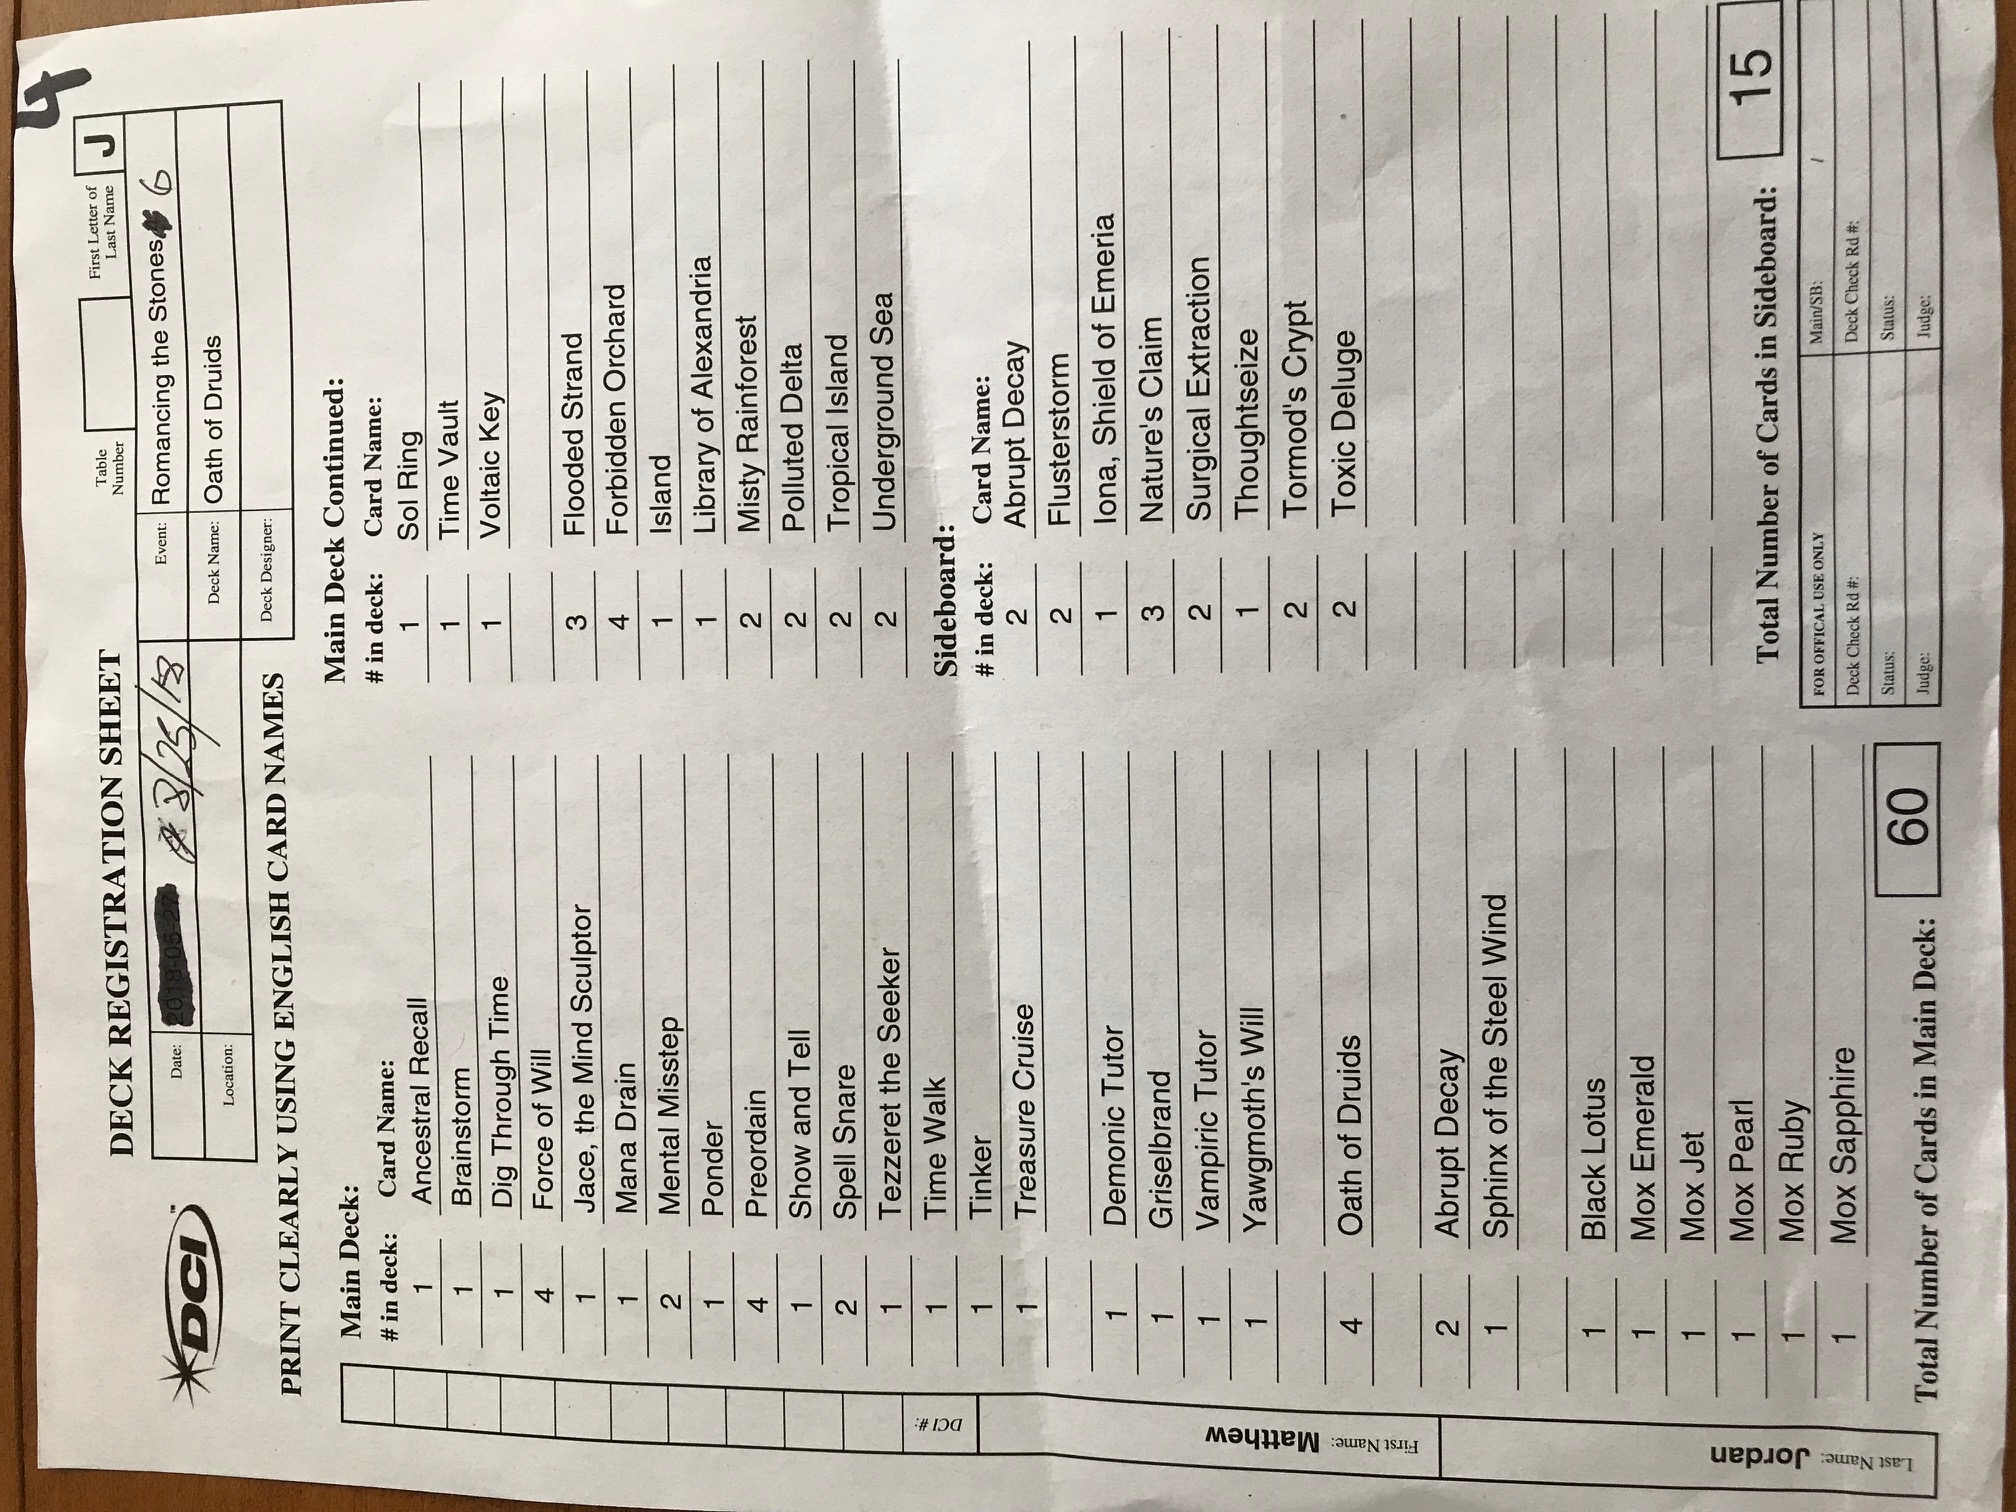 4
DECK REGISTRATION SHEET
Table Number
First Letter of Last Name J
DCI™
Date: 8/25/18
Event: Romancing the Stones 6
Location:
Deck Name: Oath of Druids
Deck Designer:
PRINT CLEARLY USING ENGLISH CARD NAMES
Main Deck:
# in deck: Card Name:
1 Ancestral Recall
1 Brainstorm
1 Dig Through Time
4 Force of Will
1 Jace, the Mind Sculptor
1 Mana Drain
2 Mental Misstep
1 Ponder
4 Preordain
1 Show and Tell
2 Spell Snare
1 Tezzeret the Seeker
1 Time Walk
1 Tinker
1 Treasure Cruise
1 Demonic Tutor
1 Griselbrand
1 Vampiric Tutor
1 Yawgmoth's Will
4 Oath of Druids
2 Abrupt Decay
1 Sphinx of the Steel Wind
1 Black Lotus
1 Mox Emerald
1 Mox Jet
1 Mox Pearl
1 Mox Ruby
1 Mox Sapphire
Total Number of Cards in Main Deck: 60
Main Deck Continued:
# in deck: Card Name:
1 Sol Ring
1 Time Vault
1 Voltaic Key
3 Flooded Strand
4 Forbidden Orchard
1 Island
1 Library of Alexandria
2 Misty Rainforest
2 Polluted Delta
2 Tropical Island
2 Underground Sea
Sideboard:
# in deck: Card Name:
2 Abrupt Decay
2 Flusterstorm
1 Iona, Shield of Emeria
3 Nature's Claim
2 Surgical Extraction
1 Thoughtseize
2 Tormod's Crypt
2 Toxic Deluge
Total Number of Cards in Sideboard: 15
FOR OFFICAL USE ONLY
Main/SB: /
Deck Check Rd #:
Deck Check Rd #:
Status:
Status:
Judge:
Judge:
DCI #:
First Name: Matthew
Last Name: Jordan